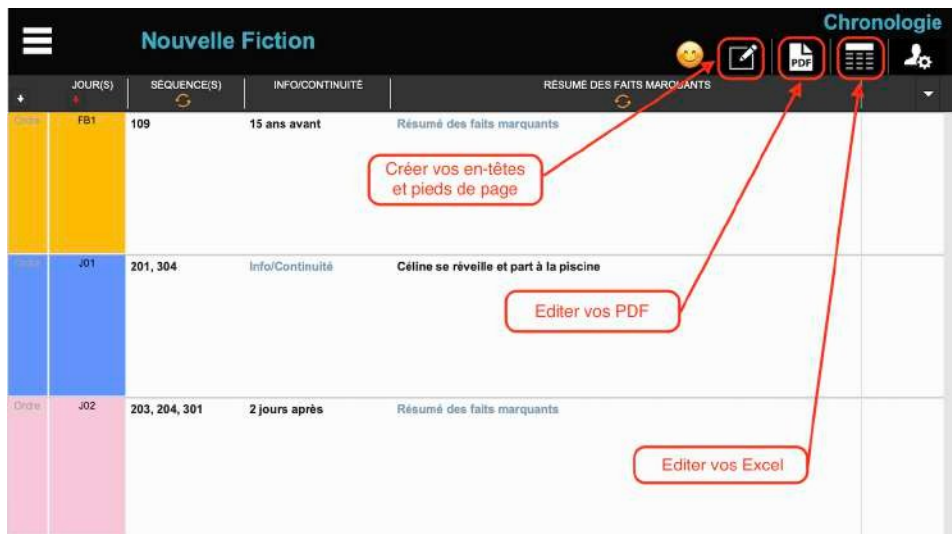 Chronologie
Nouvelle Fiction
PDF
JOUR(S) SÉQUENCE(S) INFO/CONTINUITÉ RÉSUMÉ DES FAITS MARQUANTS
Ordre FB1 109 15 ans avant Résumé des faits marquants
Créer vos en-têtes
et pieds de page
Ordre J01 201, 304 Info/Continuité Céline se réveille et part à la piscine
Editer vos PDF
Ordre J02 203, 204, 301 2 jours après Résumé des faits marquants
Editer vos Excel